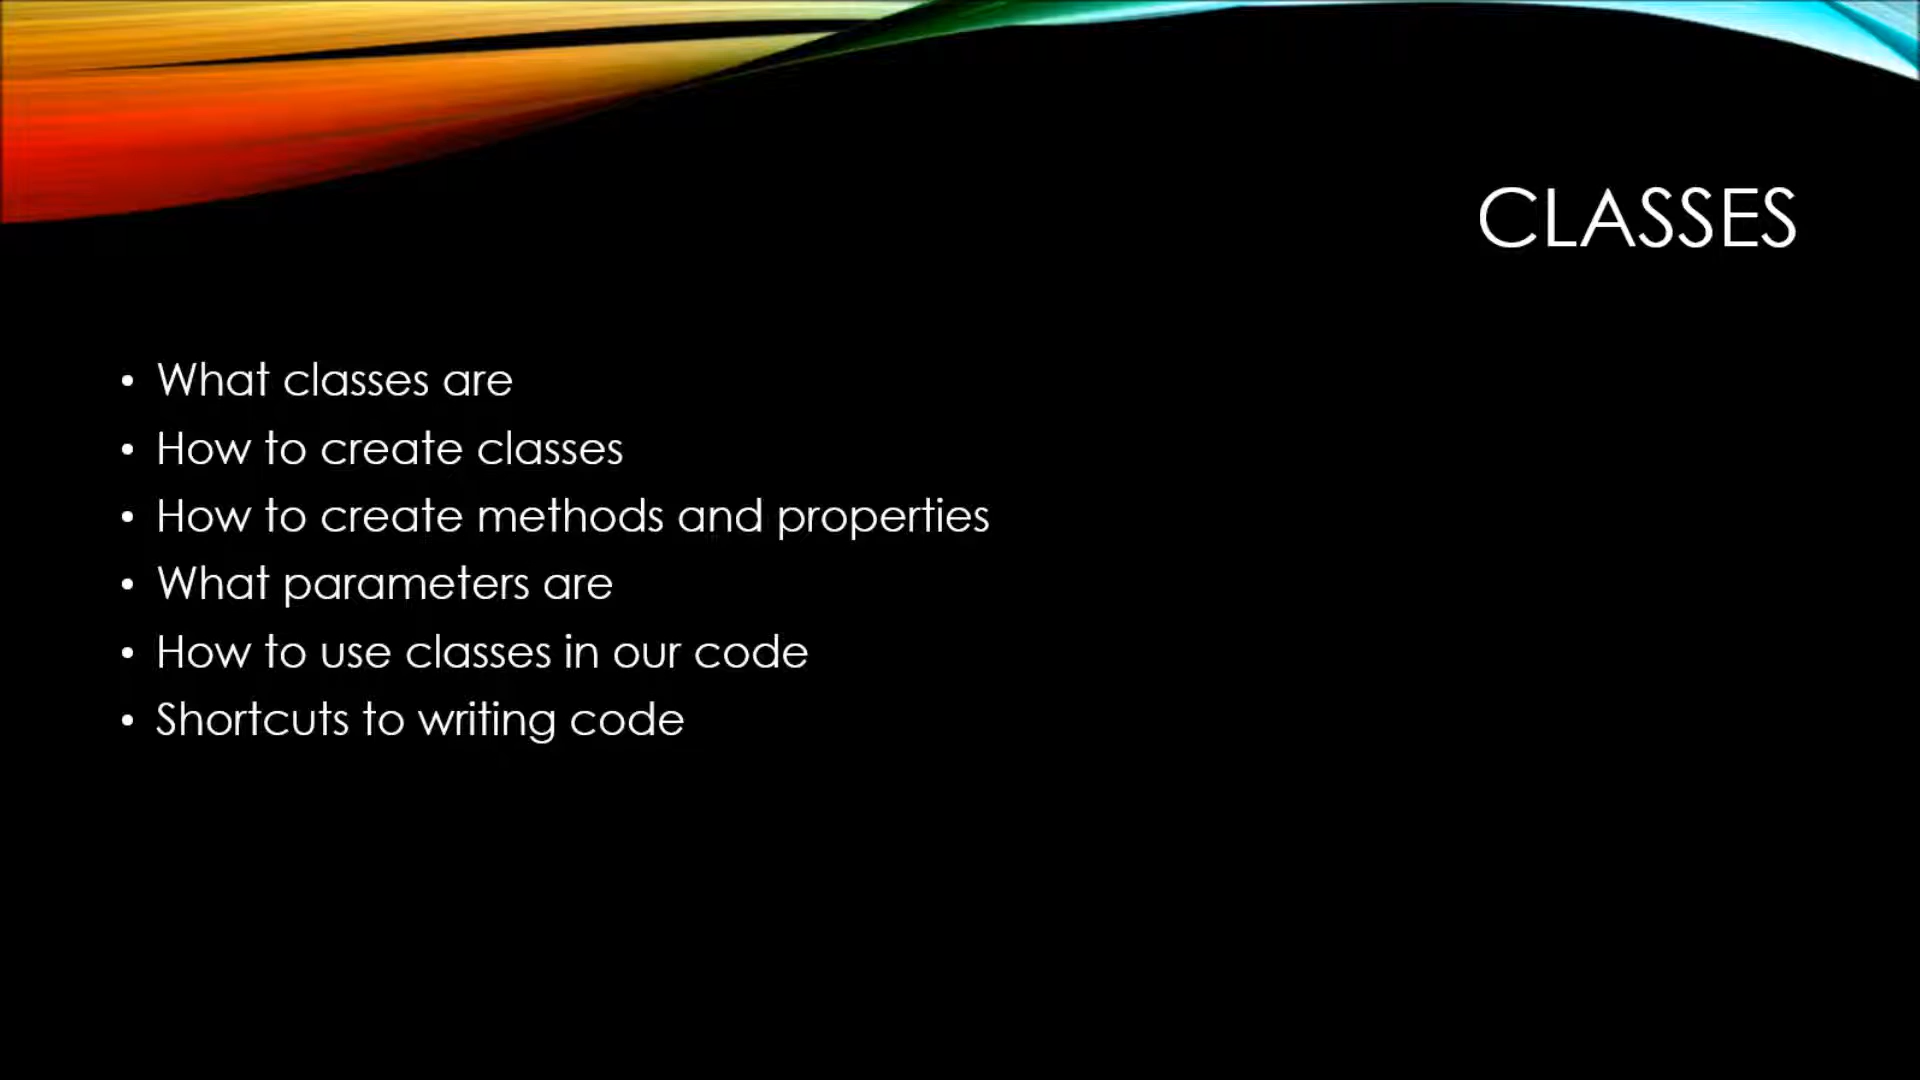 CLASSES
• What classes are
• How to create classes
• How to create methods and properties
• What parameters are
• How to use classes in our code
• Shortcuts to writing code